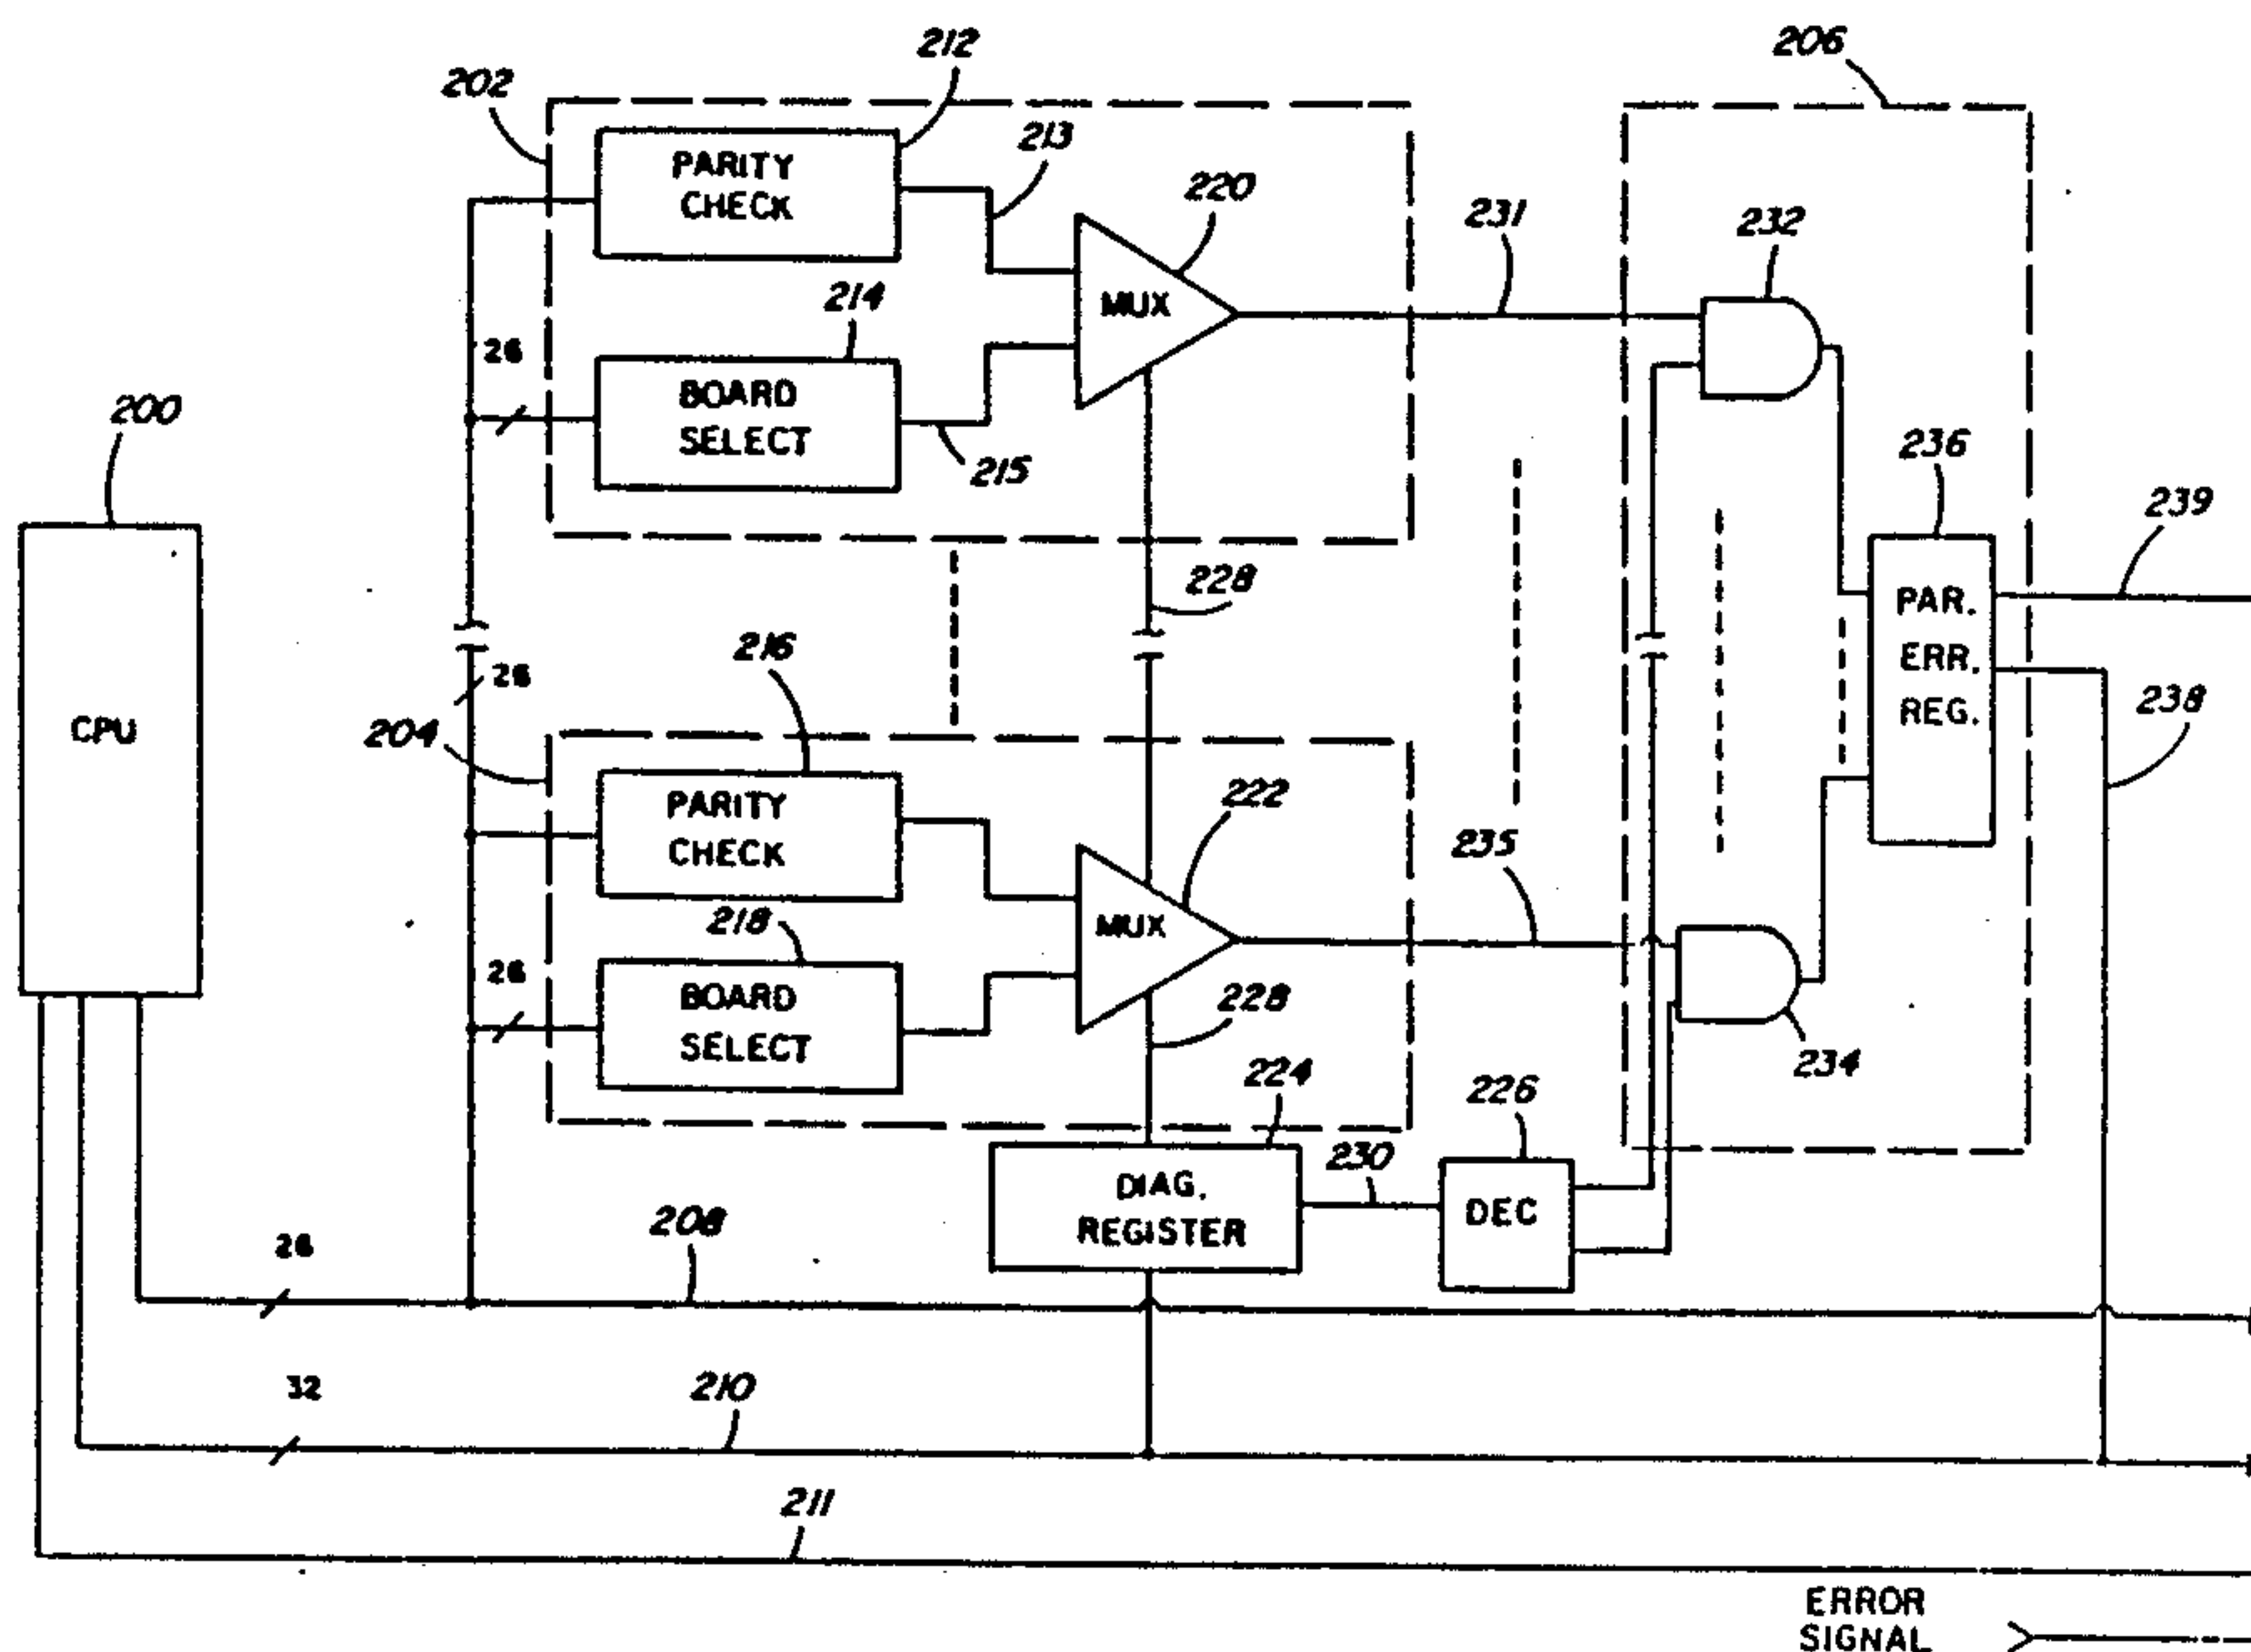 212
206
202
213
PARITY
CHECK
220
231
232
214
MUX
26
BOARD
SELECT
200
215
236
239
228
PAR.
ERR.
REG.
216
26
238
CPU
204
222
PARITY
CHECK
235
218
MUX
26
BOARD
SELECT
228
234
224
226
230
DIAG.
REGISTER
DEC
208
26
32
210
211
ERROR
SIGNAL